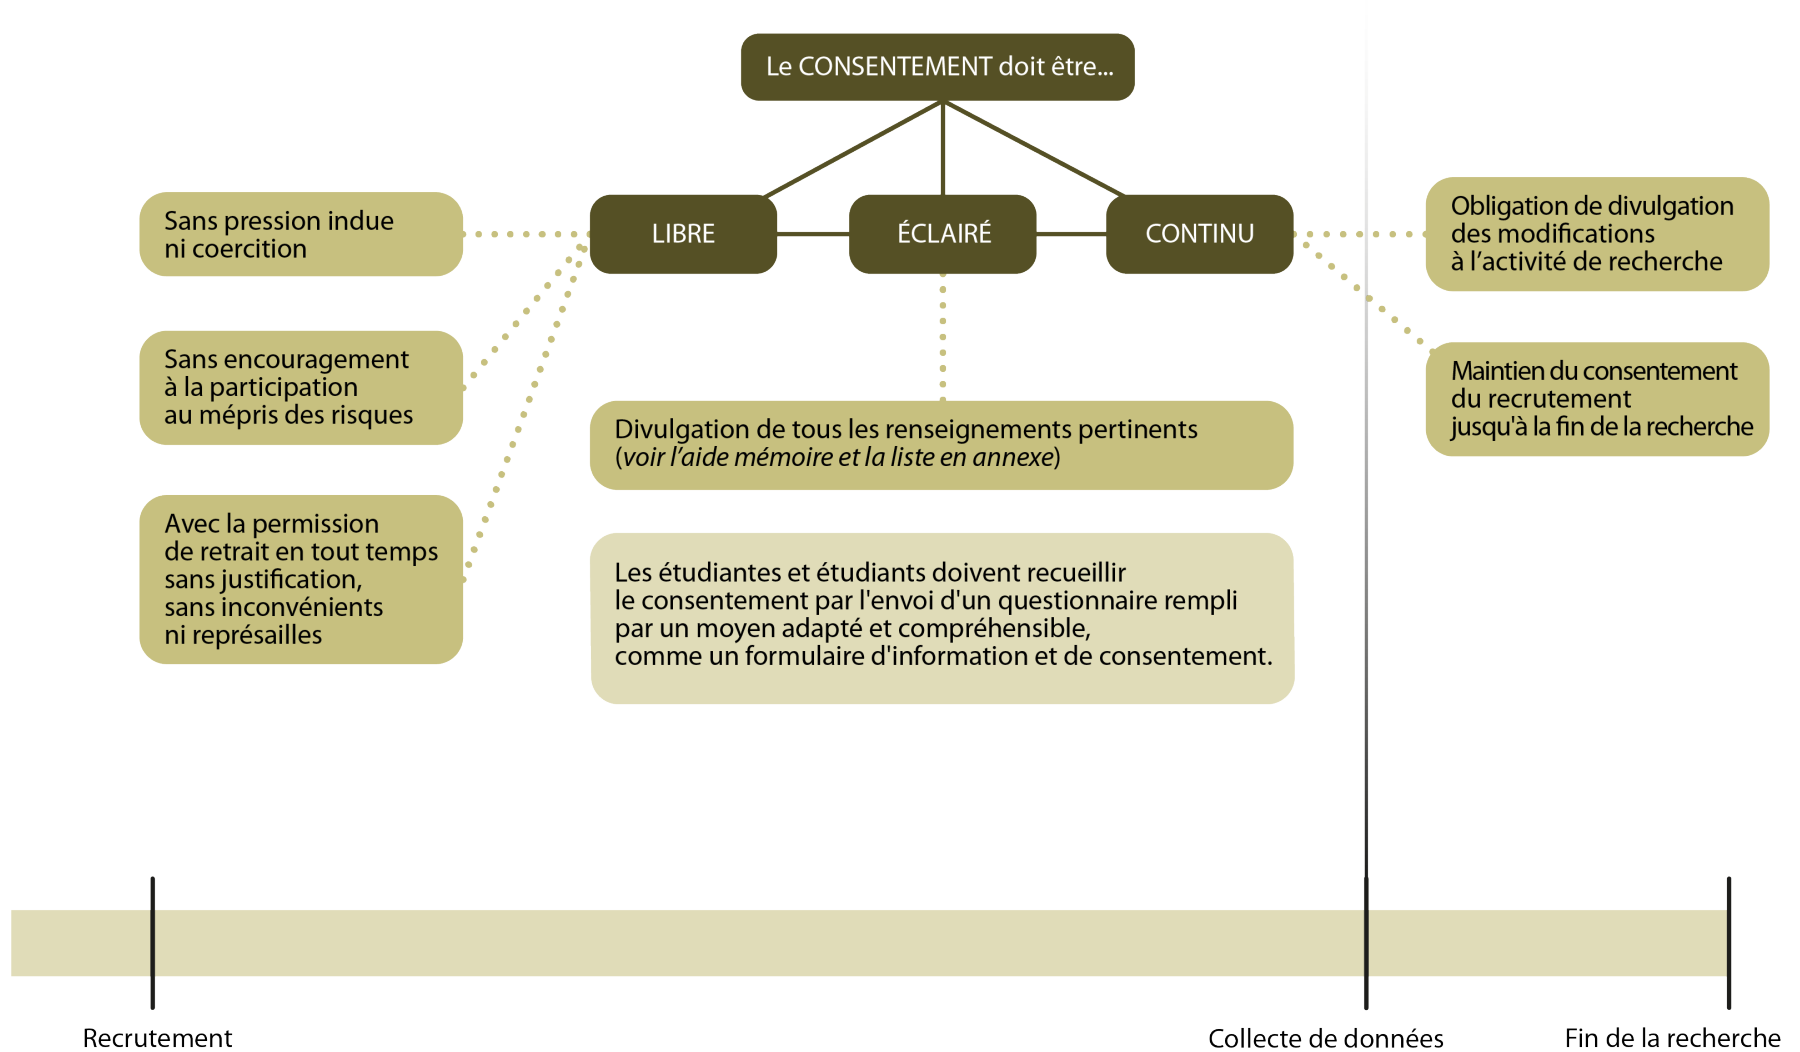 Le CONSENTEMENT doit être...
LIBRE
ÉCLAIRÉ
CONTINU
Sans pression indue
ni coercition
Sans encouragement
à la participation
au mépris des risques
Avec la permission
de retrait en tout temps
sans justification,
sans inconvénients
ni représailles
Divulgation de tous les renseignements pertinents
(voir l’aide mémoire et la liste en annexe)
Les étudiantes et étudiants doivent recueillir
le consentement par l'envoi d'un questionnaire rempli
par un moyen adapté et compréhensible,
comme un formulaire d'information et de consentement.
Obligation de divulgation
des modifications
à l’activité de recherche
Maintien du consentement
du recrutement
jusqu'à la fin de la recherche
Recrutement
Collecte de données
Fin de la recherche